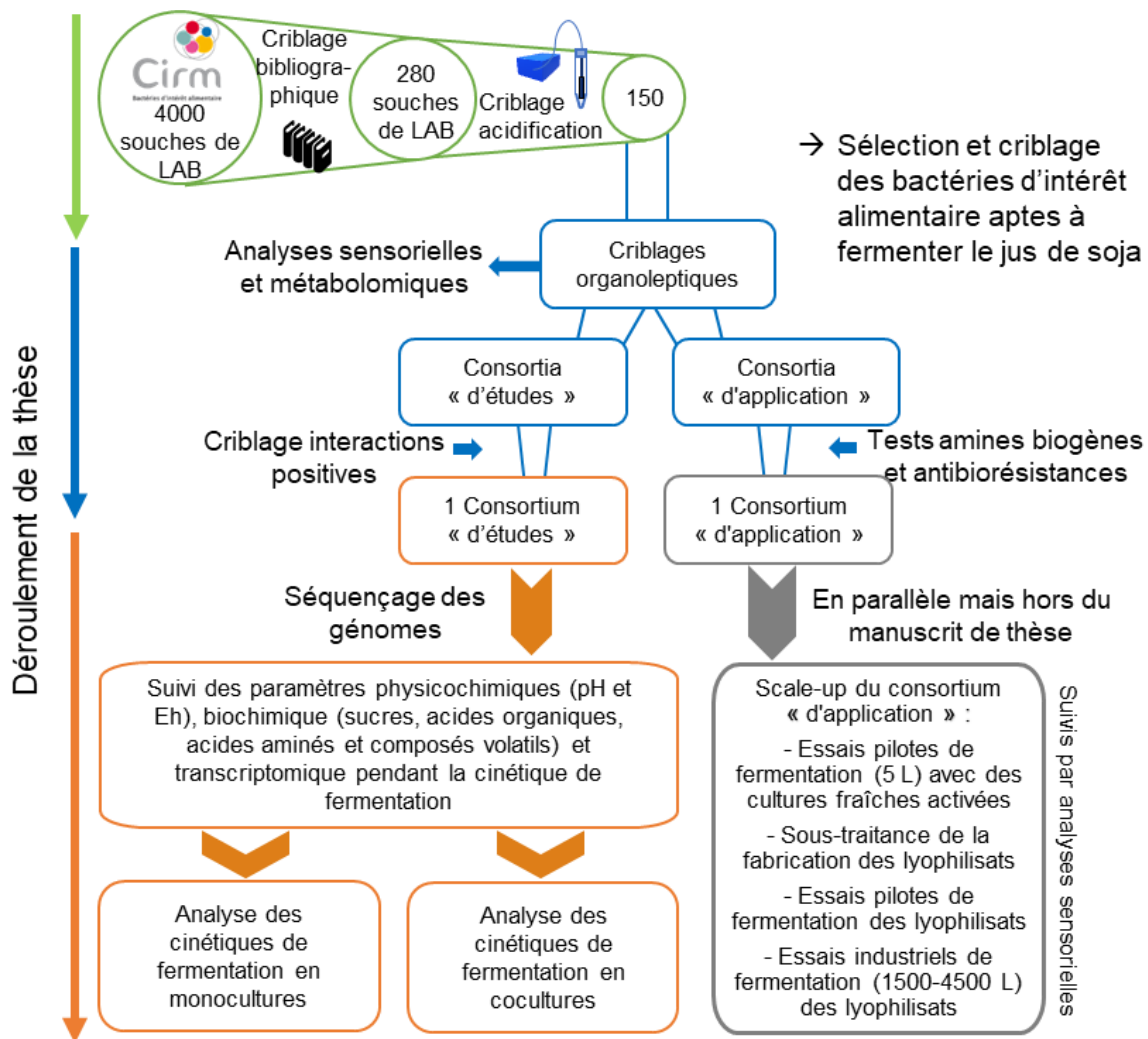 Cirm
Bactéries d'intérêt alimentaire
4000
souches de
LAB
Criblage
bibliogra-
phique
280
souches
de LAB
Criblage
acidification
150
→ Sélection et criblage
des bactéries d'intérêt
alimentaire aptes à
fermenter le jus de soja
Déroulement de la thèse
Analyses sensorielles
et métabolomiques
Criblages
organoleptiques
Consortia
« d'études »
Consortia
« d'application »
Criblage interactions
positives
Tests amines biogènes
et antibiorésistances
1 Consortium
« d'études »
1 Consortium
« d'application »
Séquençage des
génomes
En parallèle mais hors du
manuscrit de thèse
Suivi des paramètres physicochimiques (pH et
Eh), biochimique (sucres, acides organiques,
acides aminés et composés volatils) et
transcriptomique pendant la cinétique de
fermentation
Analyse des
cinétiques de
fermentation en
monocultures
Analyse des
cinétiques de
fermentation en
cocultures
Scale-up du consortium
« d'application » :
- Essais pilotes de
fermentation (5 L) avec des
cultures fraîches activées
- Sous-traitance de la
fabrication des lyophilisats
- Essais pilotes de
fermentation des lyophilisats
- Essais industriels de
fermentation (1500-4500 L)
des lyophilisats
Suivis par analyses sensorielles